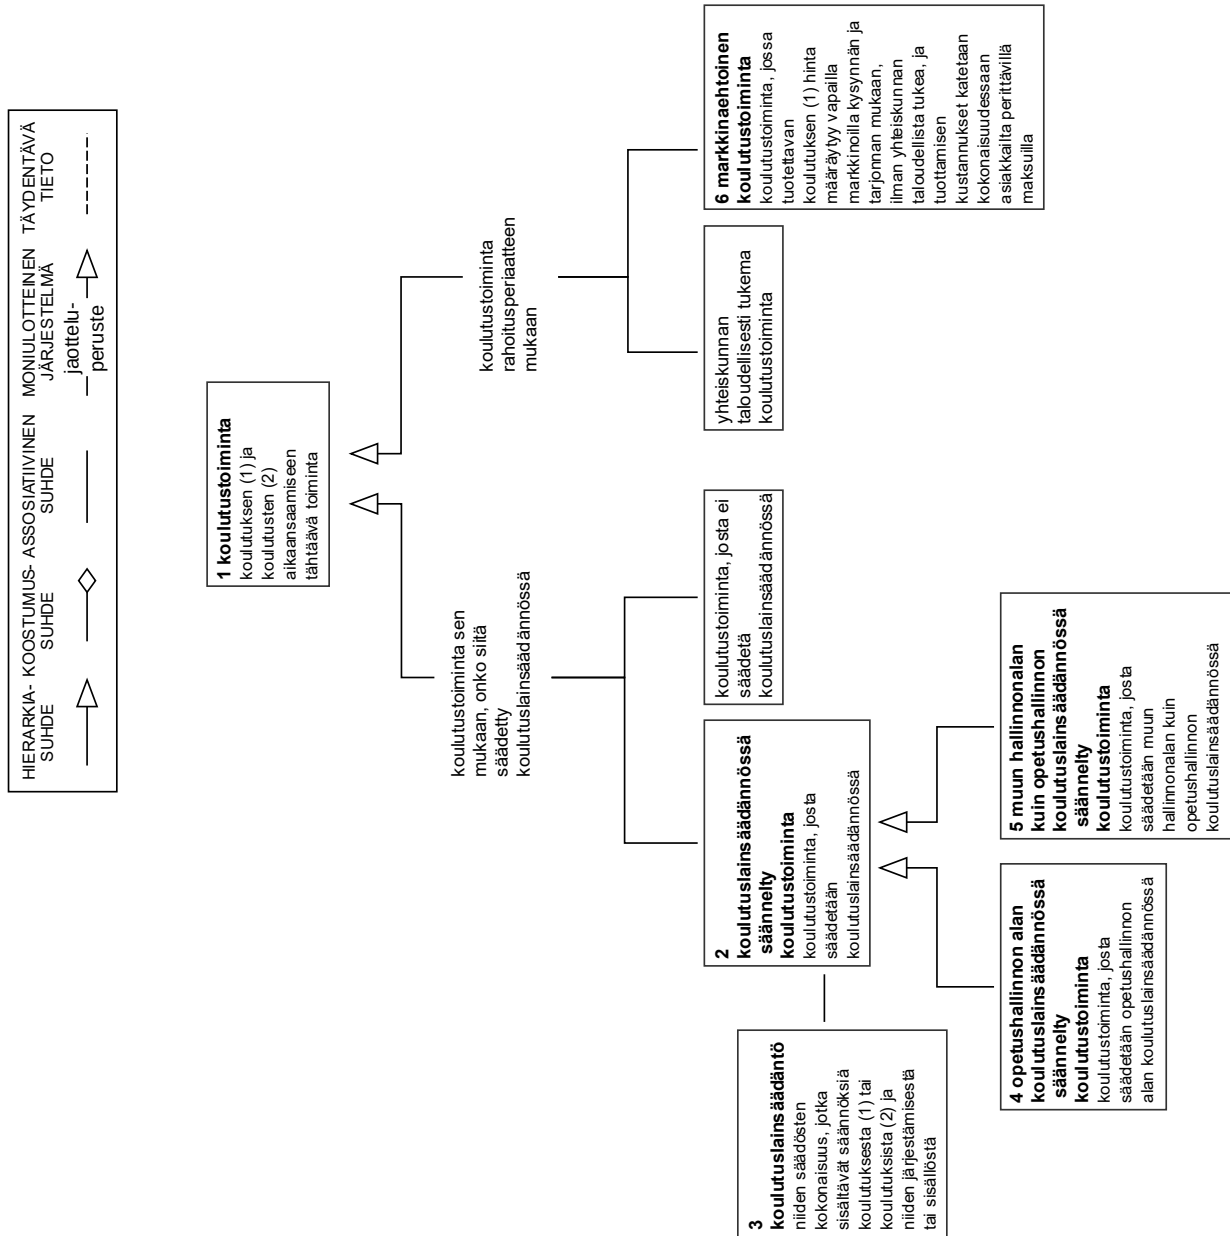 HIERARKIA-
SUHDE
KOOSTUMUS-
SUHDE
ASSOSIATIIVINEN
SUHDE
MONIULOTTEINEN
JÄRJESTELMÄ
jaottelu-
peruste
TÄYDENTÄVÄ
TIETO
1 koulutustoiminta
koulutuksen (1) ja
koulutusten (2)
aikaansaamiseen
tähtäävä toiminta
koulutustoiminta sen
mukaan, onko siitä
säädetty
koulutuslainsäädännössä
koulutustoiminta
rahoitusperiaatteen
mukaan
3
koulutuslainsäädäntö
niiden säädösten
kokonaisuus, jotka
sisältävät säännöksiä
koulutuksesta (1) tai
koulutuksista (2) ja
niiden järjestämisestä
tai sisällöstä
2
koulutuslainsäädännössä
säännelty
koulutustoiminta
koulutustoiminta, josta
säädetään
koulutuslainsäädännössä
koulutustoiminta, josta ei
säädetä
koulutuslainsäädännössä
yhteiskunnan
taloudellisesti tukema
koulutustoiminta
6 markkinaehtoinen
koulutustoiminta
koulutustoiminta, jossa
tuotettavan
koulutuksen (1) hinta
määräytyy vapailla
markkinoilla kysynnän ja
tarjonnan mukaan,
ilman yhteiskunnan
taloudellista tukea, ja
tuottamisen
kustannukset katetaan
kokonaisuudessaan
asiakkailta perittävillä
maksuilla
4 opetushallinnon alan
koulutuslainsäädännössä
säännelty
koulutustoiminta
koulutustoiminta, josta
säädetään opetushallinnon
alan koulutuslainsäädännössä
5 muun hallinnonalan
kuin opetushallinnon
koulutuslainsäädännössä
säännelty
koulutustoiminta
koulutustoiminta, josta
säädetään muun
hallinnonalan kuin
opetushallinnon
koulutuslainsäädännössä